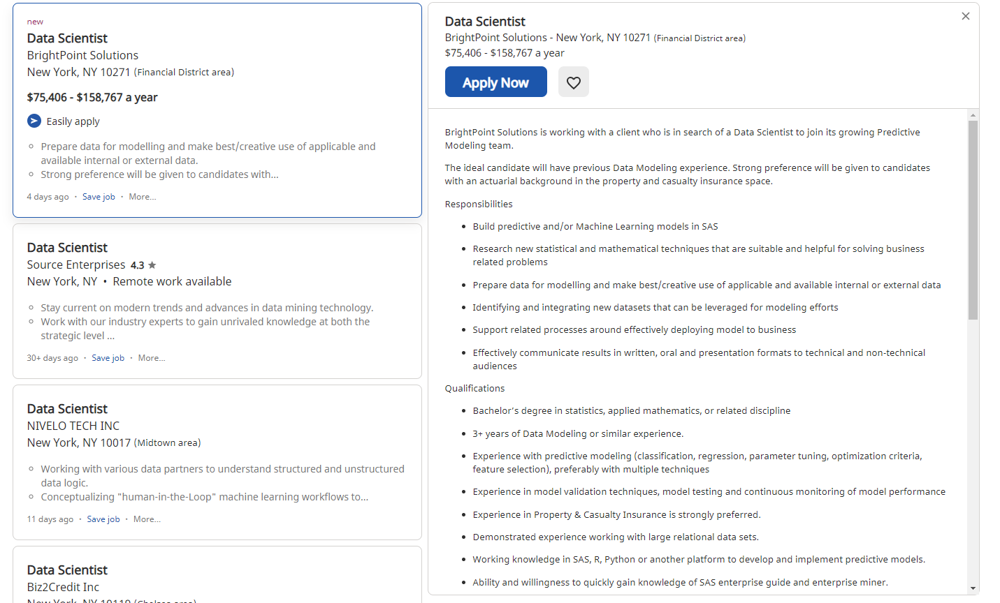 new
Data Scientist
BrightPoint Solutions
New York, NY 10271 (Financial District area)
$75,406 - $158,767 a year
Easily apply
Prepare data for modelling and make best/creative use of applicable and
available internal or external data.
Strong preference will be given to candidates with...
4 days ago · Save job · More...
Data Scientist
Source Enterprises 4.3 ★
New York, NY • Remote work available
Stay current on modern trends and advances in data mining technology.
Work with our industry experts to gain unrivaled knowledge at both the
strategic level ...
30+ days ago · Save job · More...
Data Scientist
NIVELO TECH INC
New York, NY 10017 (Midtown area)
Working with various data partners to understand structured and unstructured
data logic.
Conceptualizing "human-in-the-Loop" machine learning workflows to...
11 days ago · Save job · More...
Data Scientist
Biz2Credit Inc
New York, NY 10119 (Chelsea area)
Data Scientist
BrightPoint Solutions - New York, NY 10271 (Financial District area)
$75,406 - $158,767 a year
Apply Now
BrightPoint Solutions is working with a client who is in search of a Data Scientist to join its growing Predictive
Modeling team.
The ideal candidate will have previous Data Modeling experience. Strong preference will be given to candidates
with an actuarial background in the property and casualty insurance space.
Responsibilities
• Build predictive and/or Machine Learning models in SAS
• Research new statistical and mathematical techniques that are suitable and helpful for solving business
related problems
• Prepare data for modelling and make best/creative use of applicable and available internal or external data
• Identifying and integrating new datasets that can be leveraged for modeling efforts
• Support related processes around effectively deploying model to business
• Effectively communicate results in written, oral and presentation formats to technical and non-technical
audiences
Qualifications
• Bachelor’s degree in statistics, applied mathematics, or related discipline
• 3+ years of Data Modeling or similar experience.
• Experience with predictive modeling (classification, regression, parameter tuning, optimization criteria,
feature selection), preferably with multiple techniques
• Experience in model validation techniques, model testing and continuous monitoring of model performance
• Experience in Property & Casualty Insurance is strongly preferred.
• Demonstrated experience working with large relational data sets.
• Working knowledge in SAS, R, Python or another platform to develop and implement predictive models.
• Ability and willingness to quickly gain knowledge of SAS enterprise guide and enterprise miner.